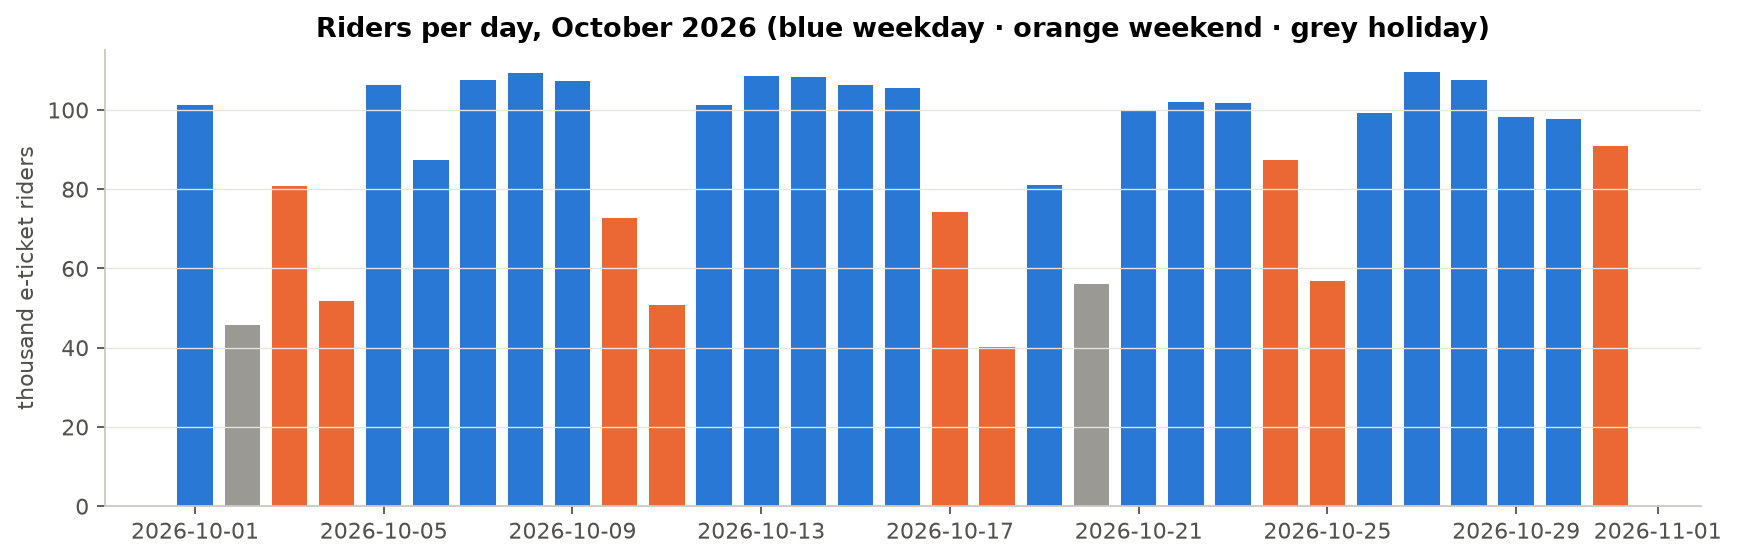 Riders per day, October 2026 (blue weekday · orange weekend · grey holiday)
thousand e-ticket riders
100
80
60
40
20
0
2026-10-01 2026-10-05 2026-10-09 2026-10-13 2026-10-17 2026-10-21 2026-10-25 2026-10-29 2026-11-01